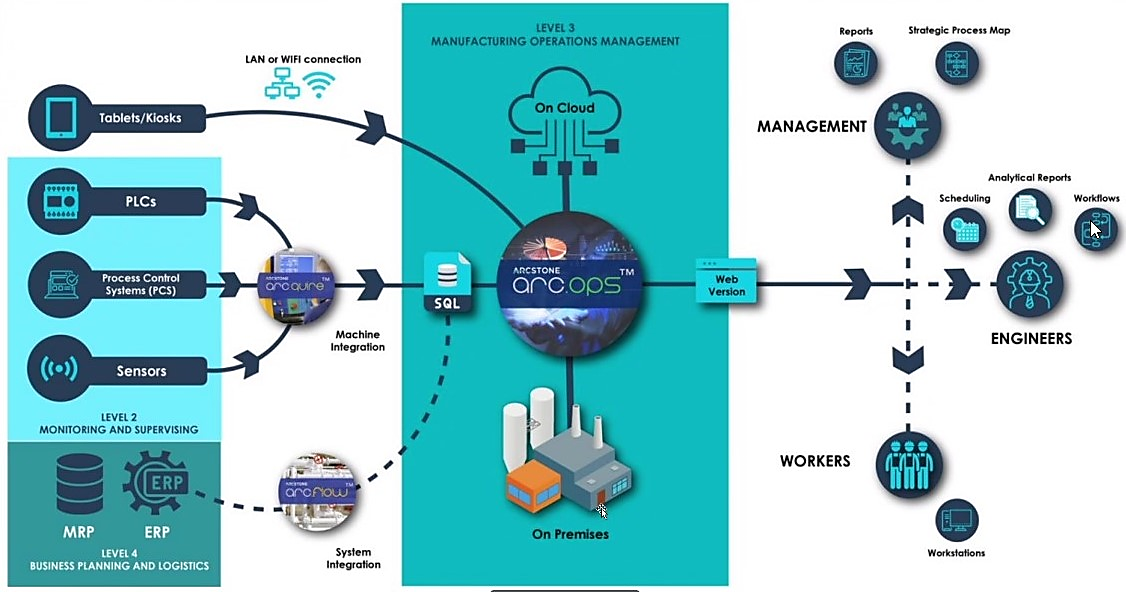 LEVEL 3
MANUFACTURING OPERATIONS MANAGEMENT
LAN or WIFI connection
Tablets/Kiosks
PLCs
Process Control
Systems (PCS)
Sensors
LEVEL 2
MONITORING AND SUPERVISING
ERP
MRP
ERP
LEVEL 4
BUSINESS PLANNING AND LOGISTICS
ARCSTONE
arc.quire™
Machine
Integration
ARCSTONE
arc.flow™
System
Integration
SQL
On Cloud
ARCSTONE
arc.ops™
On Premises
Web
Version
Reports
Strategic Process Map
MANAGEMENT
Analytical Reports
Scheduling
Workflows
ENGINEERS
WORKERS
Workstations